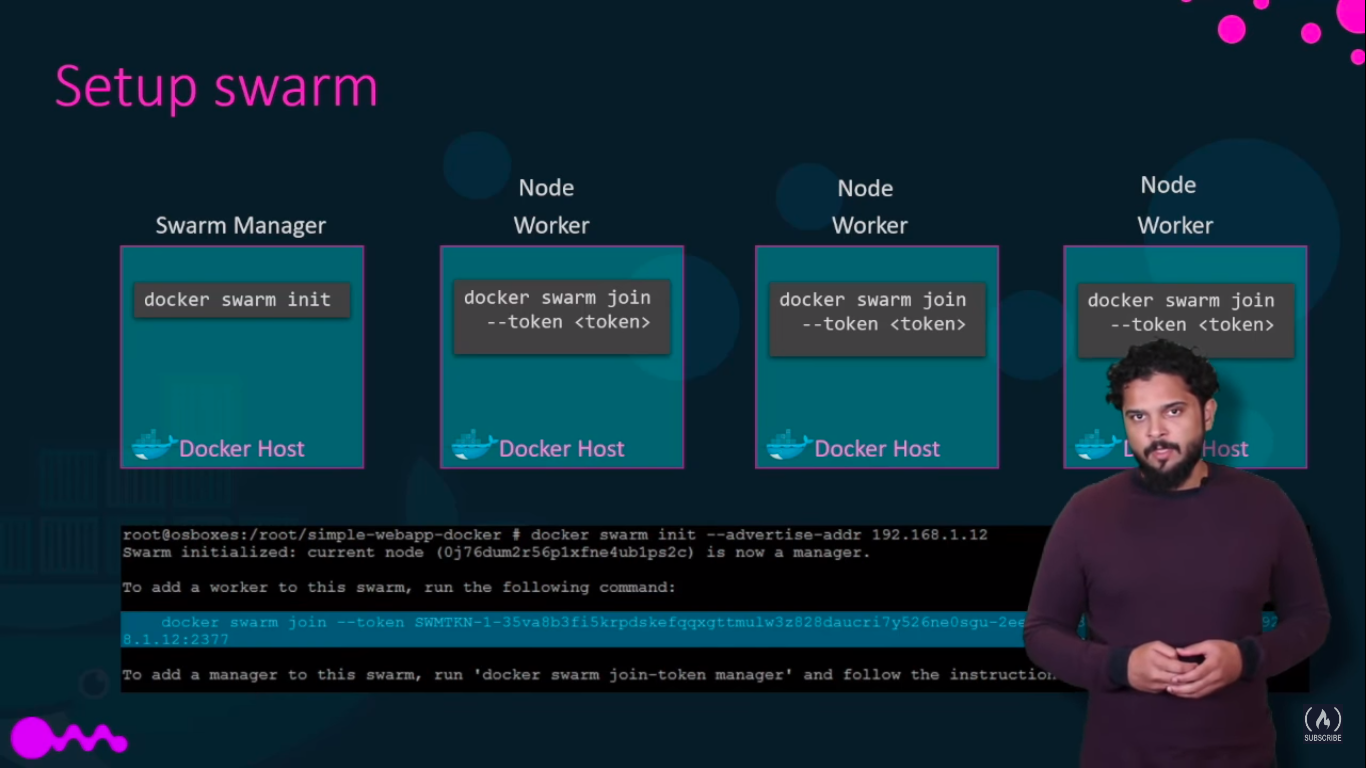 Setup swarm
Swarm Manager
docker swarm init
Docker Host
Node
Worker
docker swarm join
--token <token>
Docker Host
Node
Worker
docker swarm join
--token <token>
Docker Host
Node
Worker
docker swarm join
--token <token>
Host
root@osboxes:/root/simple-webapp-docker # docker swarm init --advertise-addr 192.168.1.12
Swarm initialized: current node (0j76dum2r56p1xfne4ub1ps2c) is now a manager.
To add a worker to this swarm, run the following command:
docker swarm join --token SWMTKN-1-35va8b3fi5krpdskefqqxgttmulw3z828daucri7y526ne0sgu-2ee
8.1.12:2377
To add a manager to this swarm, run 'docker swarm join-token manager' and follow the instruction
SUBSCRIBE